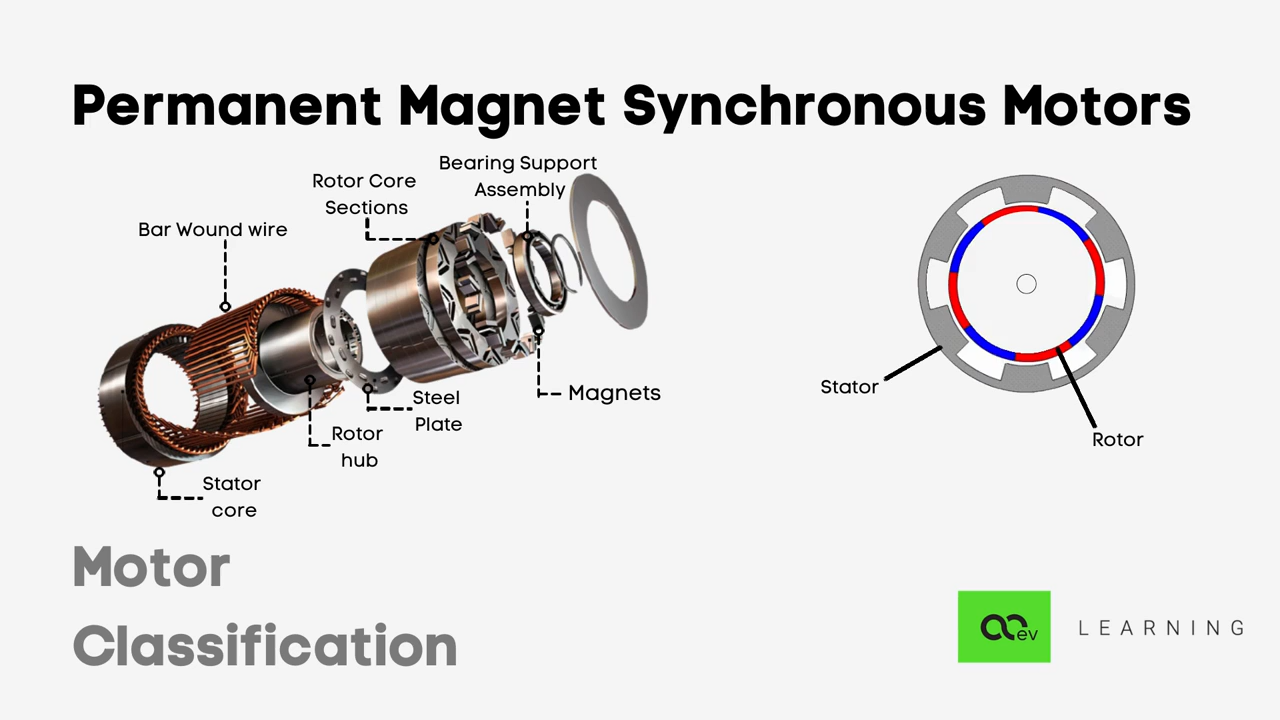 Permanent Magnet Synchronous Motors
Bearing Support
Assembly
Rotor Core
Sections
Bar Wound wire
Magnets
Steel
Plate
Rotor
hub
Stator
core
Stator
Rotor
Motor
Classification
ev
LEARNING